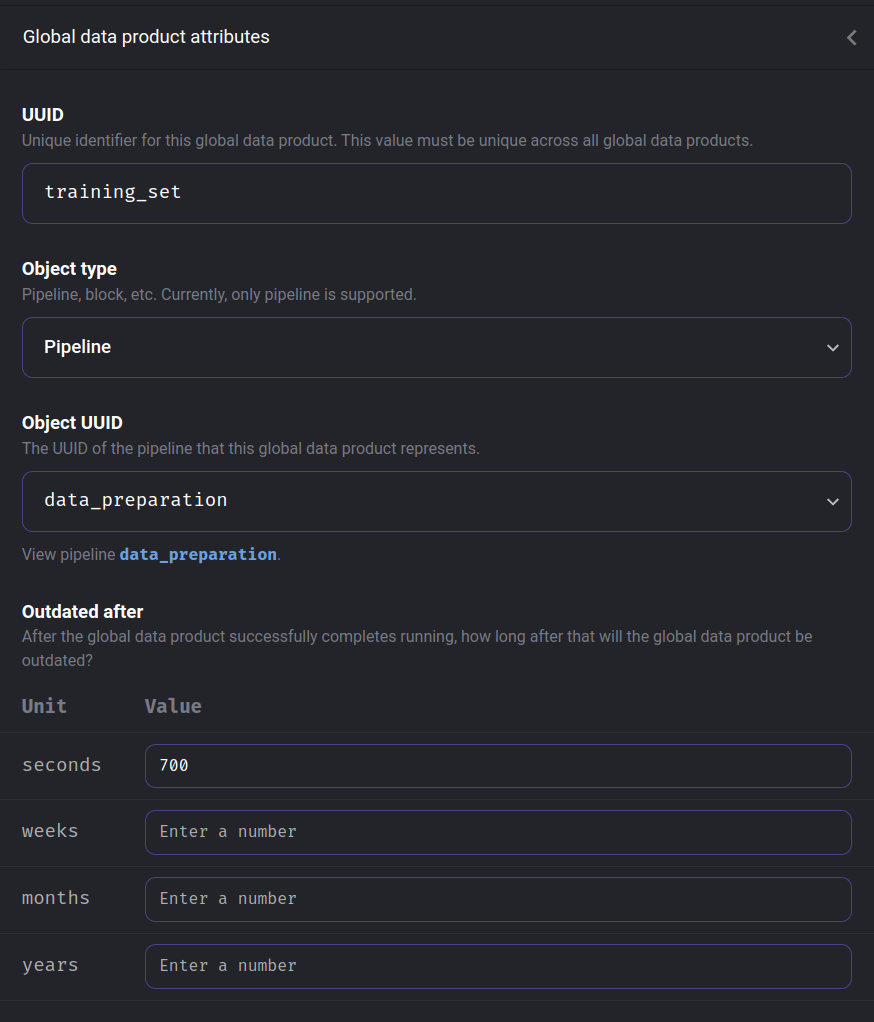 Global data product attributes
UUID
Unique identifier for this global data product. This value must be unique across all global data products.
training_set
Object type
Pipeline, block, etc. Currently, only pipeline is supported.
Pipeline
Object UUID
The UUID of the pipeline that this global data product represents.
data_preparation
View pipeline data_preparation.
Outdated after
After the global data product successfully completes running, how long after that will the global data product be
outdated?
Unit Value
seconds 700
weeks Enter a number
months Enter a number
years Enter a number